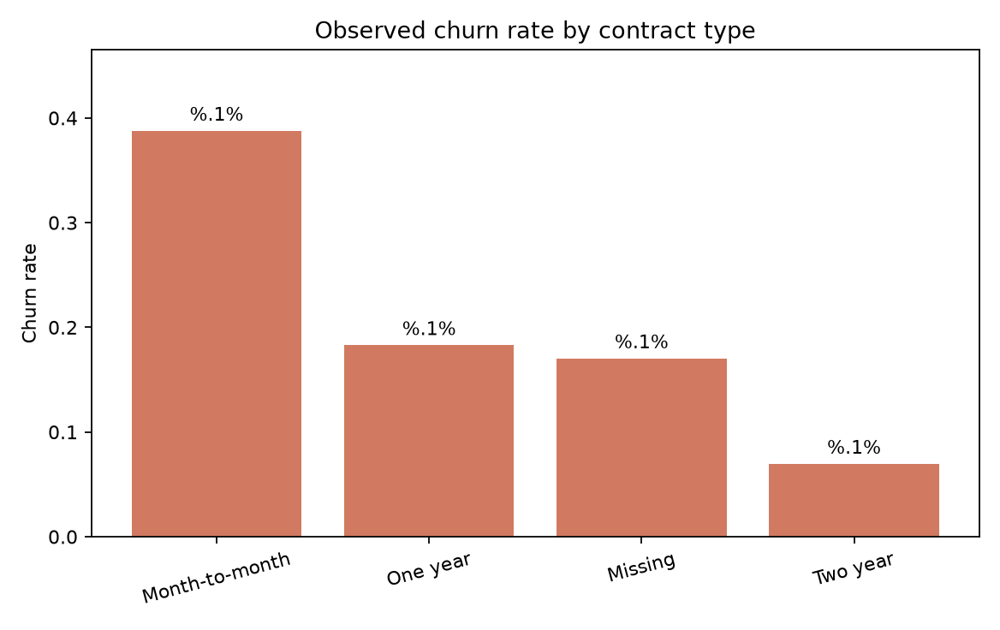 Observed churn rate by contract type
%.1%
%.1%
%.1%
%.1%
0.4
0.3
0.2
0.1
0.0
Churn rate
Month-to-month
One year
Missing
Two year